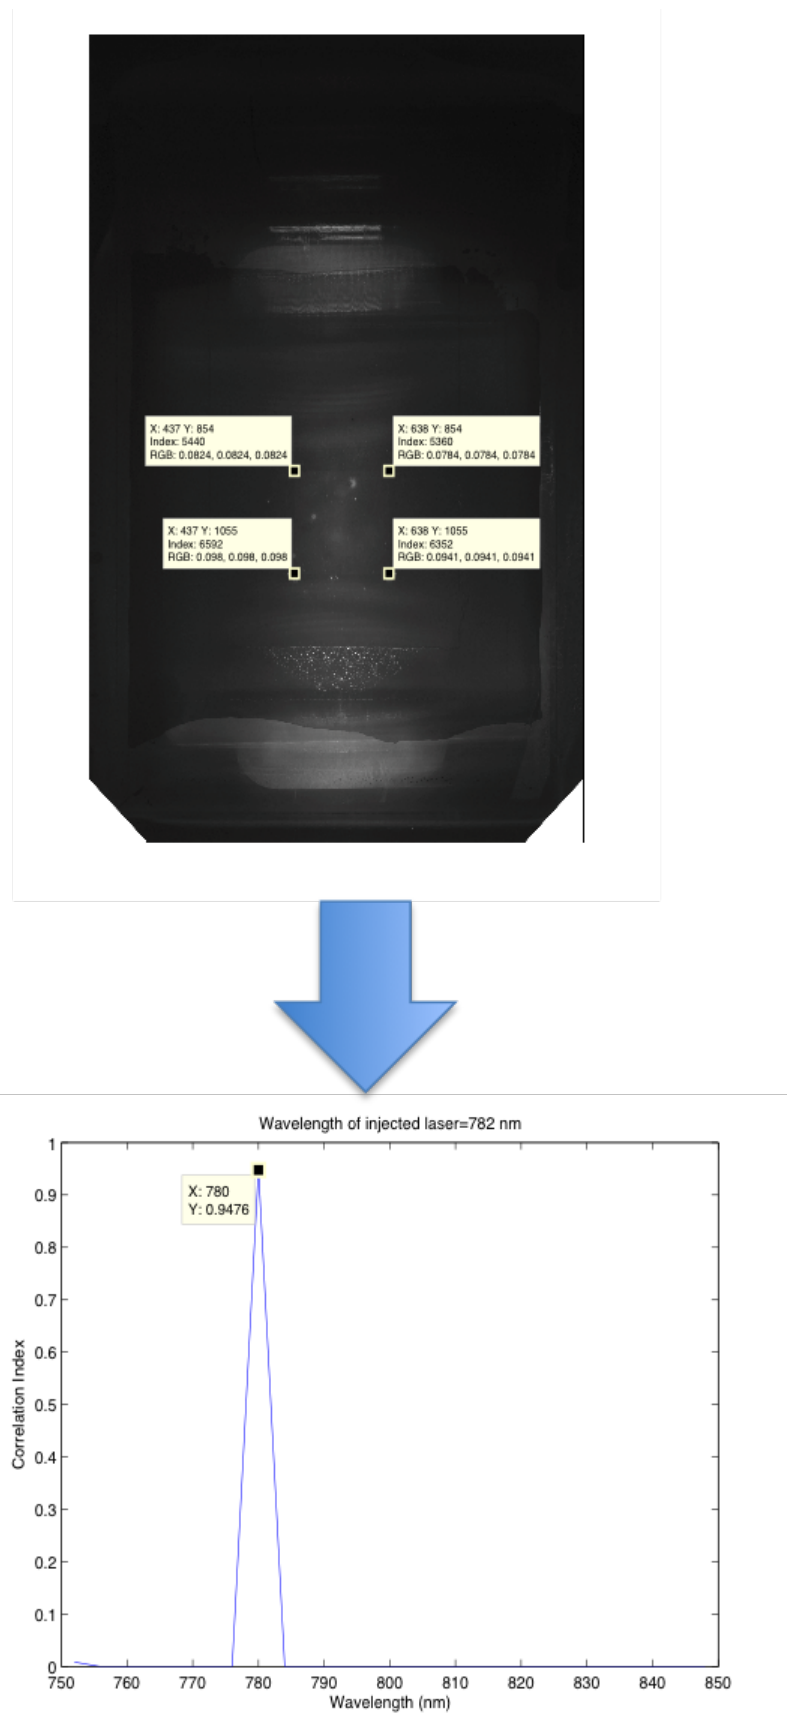 X: 437 Y: 854
Index: 5440
RGB: 0.0824, 0.0824, 0.0824
X: 638 Y: 854
Index: 5360
RGB: 0.0784, 0.0784, 0.0784
X: 437 Y: 1055
Index: 6592
RGB: 0.098, 0.098, 0.098
X: 638 Y: 1055
Index: 6352
RGB: 0.0941, 0.0941, 0.0941
Wavelength of injected laser=782 nm
X: 780
Y: 0.9476
1
0.9
0.8
0.7
0.6
0.5
0.4
0.3
0.2
0.1
0
Correlation Index
750 760 770 780 790 800 810 820 830 840 850
Wavelength (nm)